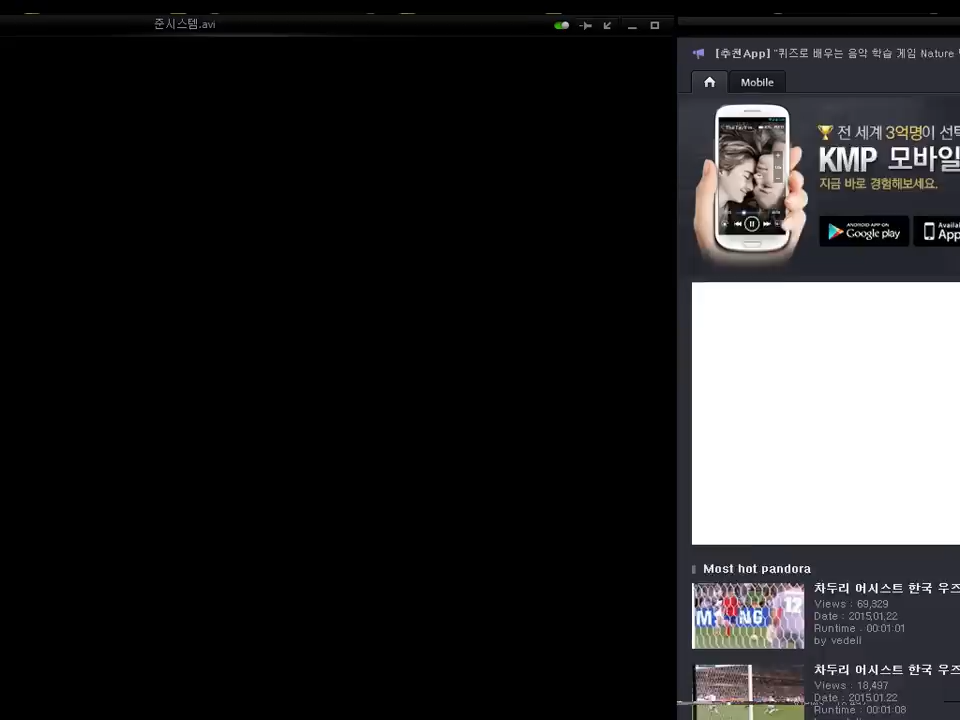 준시스템.avi
[추천App] "퀴즈로 배우는 음악 학습 게임 Nature
Mobile
전 세계 3억명이 선택
KMP 모바일
지금 바로 경험해보세요.
ANDROID APP ON
Google play
Availa
App
Most hot pandora
차두리 어시스트 한국 우즈
Views : 69,329
Date : 2015.01.22
Runtime : 00:01:01
by vedell
차두리 어시스트 한국 우즈
Views : 18,497
Date : 2015.01.22
Runtime : 00:01:08